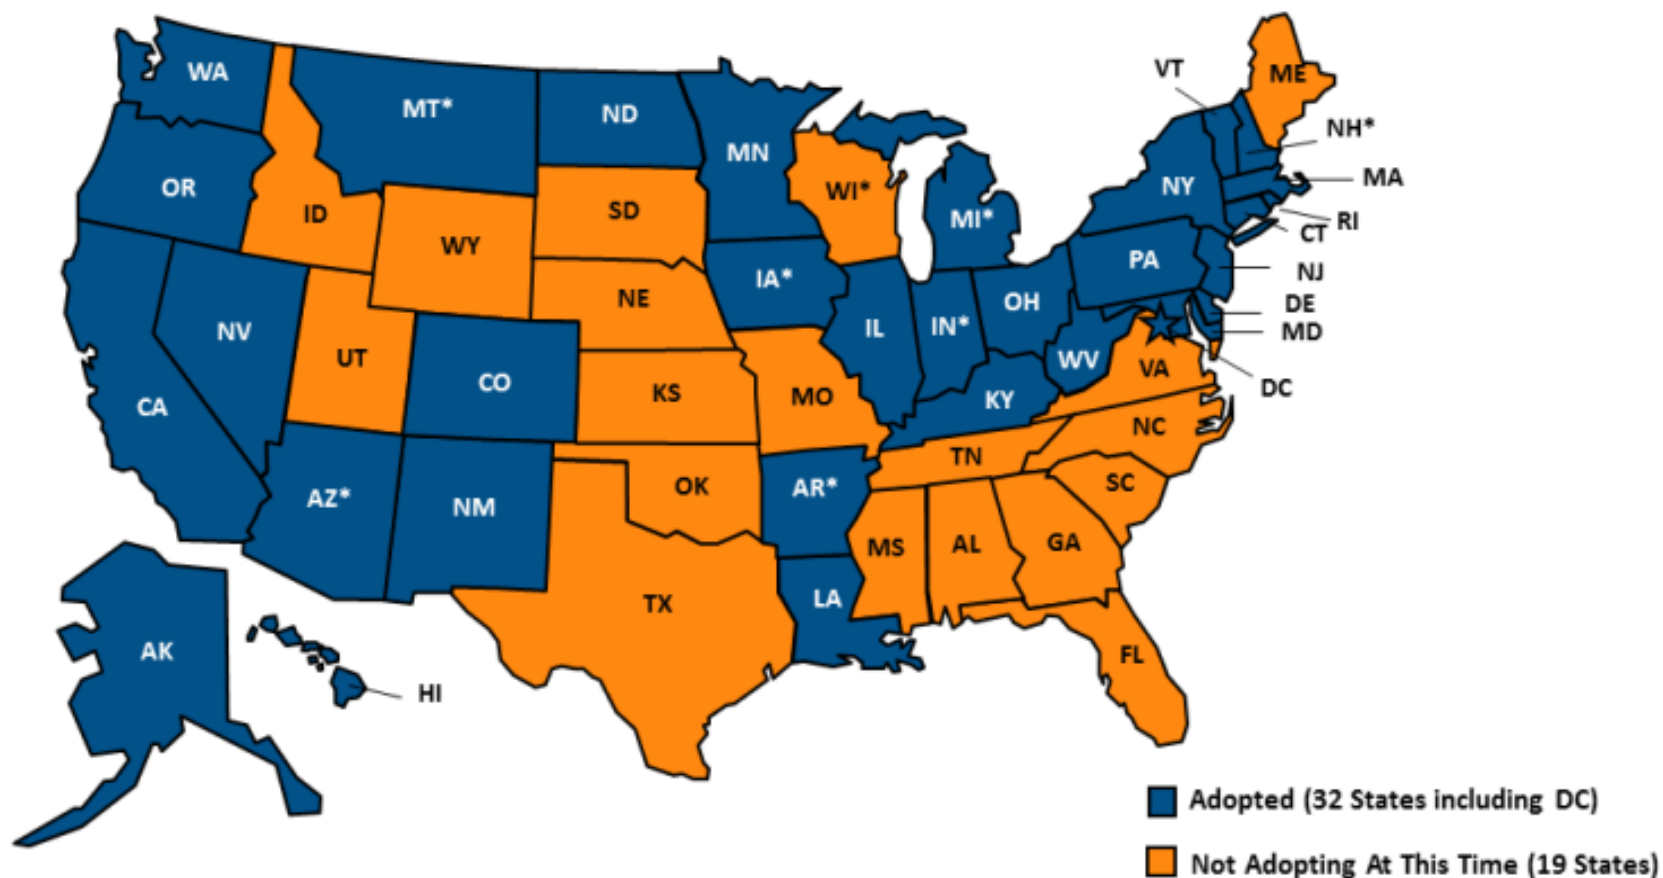 ME
VT
WA
MT*
ND
NH*
MN
MA
OR
NY
WI*
ID
SD
MI*
RI
CT
WY
PA
NJ
IA*
NE
OH
DE
IL
IN*
NV
MD
UT
WV
VA
CO
DC
KS
MO
KY
CA
NC
TN
SC
OK
AR*
AZ*
NM
GA
AL
MS
LA
TX
AK
FL
HI
Adopted (32 States including DC)
Not Adopting At This Time (19 States)